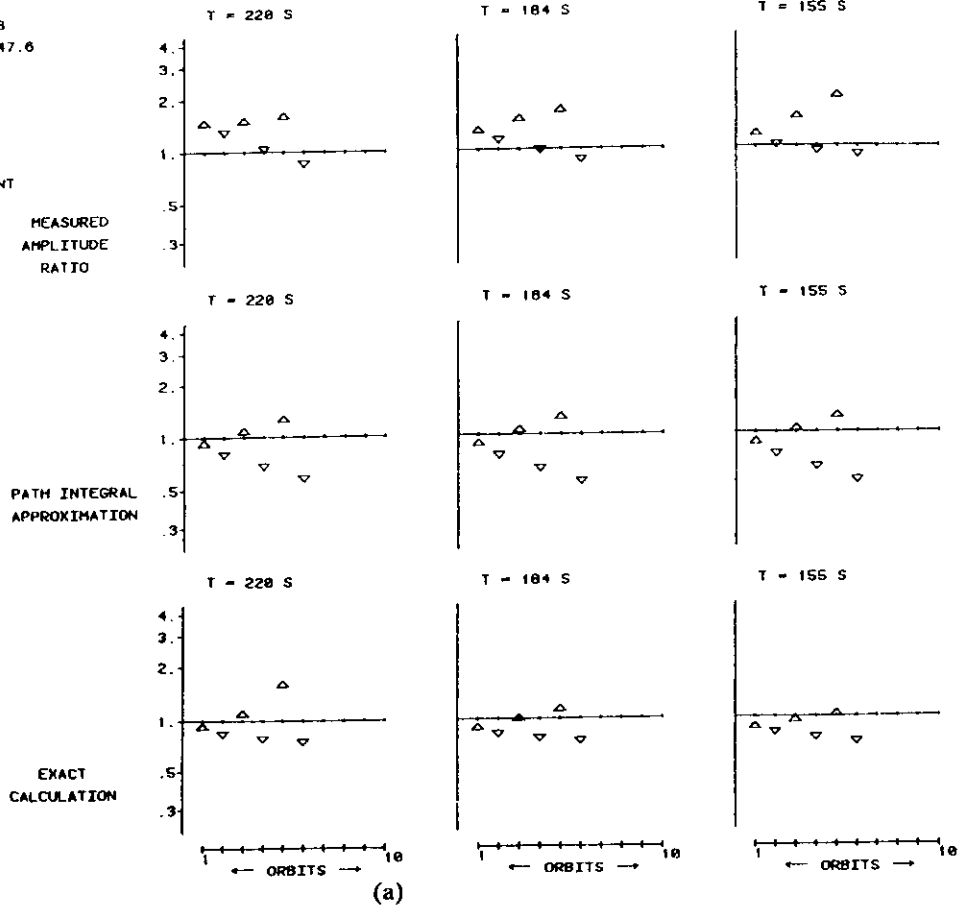 T = 220 S
T = 184 S
T = 155 S
3
47.6
NT
4.
3.
2.
1.
.5
.3
MEASURED
AMPLITUDE
RATIO
T = 220 S
T = 184 S
T = 155 S
4.
3.
2.
1.
.5
.3
PATH INTEGRAL
APPROXIMATION
T = 220 S
T = 184 S
T = 155 S
4.
3.
2.
1.
.5
.3
EXACT
CALCULATION
1 10
← ORBITS →
1 10
← ORBITS →
1 10
← ORBITS →
(a)